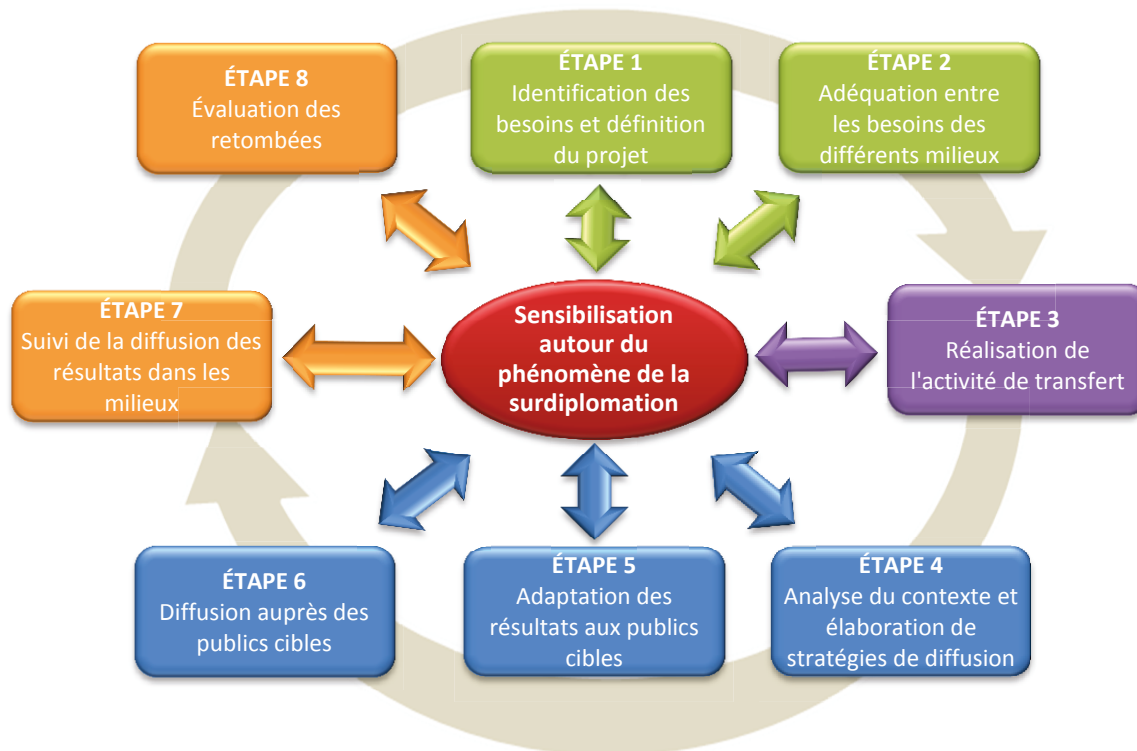 ÉTAPE 1
Identification des
besoins et définition
du projet
ÉTAPE 2
Adéquation entre
les besoins des
différents milieux
ÉTAPE 3
Réalisation de
l'activité de transfert
ÉTAPE 4
Analyse du contexte et
élaboration de
stratégies de diffusion
ÉTAPE 5
Adaptation des
résultats aux publics
cibles
ÉTAPE 6
Diffusion auprès des
publics cibles
ÉTAPE 7
Suivi de la diffusion des
résultats dans les
milieux
ÉTAPE 8
Évaluation des
retombées
Sensibilisation
autour du
phénomène de la
surdiplomation